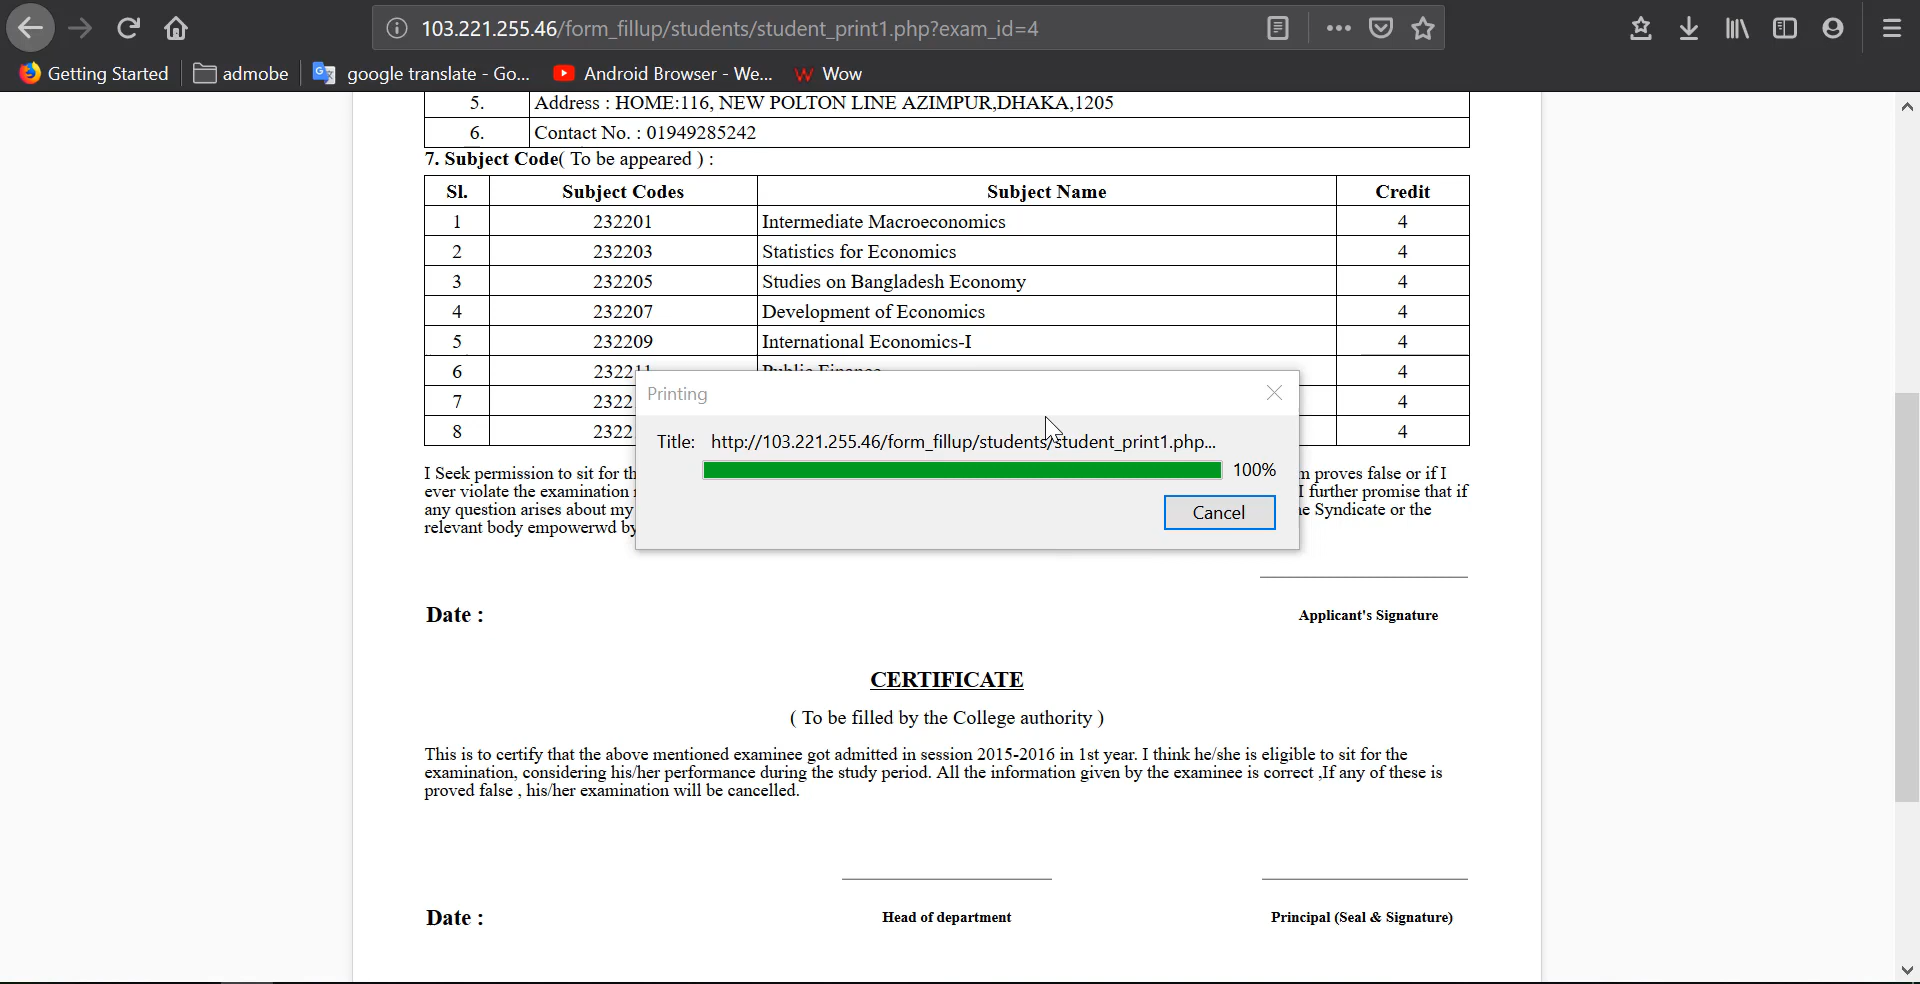 103.221.255.46/form_fillup/students/student_print1.php?exam_id=4
Getting Started admobe google translate - Go... Android Browser - We... Wow
5. Address : HOME:116, NEW POLTON LINE AZIMPUR,DHAKA,1205
6. Contact No. : 01949285242
7. Subject Code( To be appeared ) :
Sl. Subject Codes Subject Name Credit
1 232201 Intermediate Macroeconomics 4
2 232203 Statistics for Economics 4
3 232205 Studies on Bangladesh Economy 4
4 232207 Development of Economics 4
5 232209 International Economics-I 4
6 232211 Public Finance 4
7 2322 4
8 2322 4
Printing
Title: http://103.221.255.46/form_fillup/students/student_print1.php...
100%
Cancel
I Seek permission to sit for th m proves false or if I
ever violate the examination I further promise that if
any question arises about my e Syndicate or the
relevant body empowerwd by
Date : Applicant's Signature
CERTIFICATE
( To be filled by the College authority )
This is to certify that the above mentioned examinee got admitted in session 2015-2016 in 1st year. I think he/she is eligible to sit for the
examination, considering his/her performance during the study period. All the information given by the examinee is correct ,If any of these is
proved false , his/her examination will be cancelled.
Date : Head of department Principal (Seal & Signature)